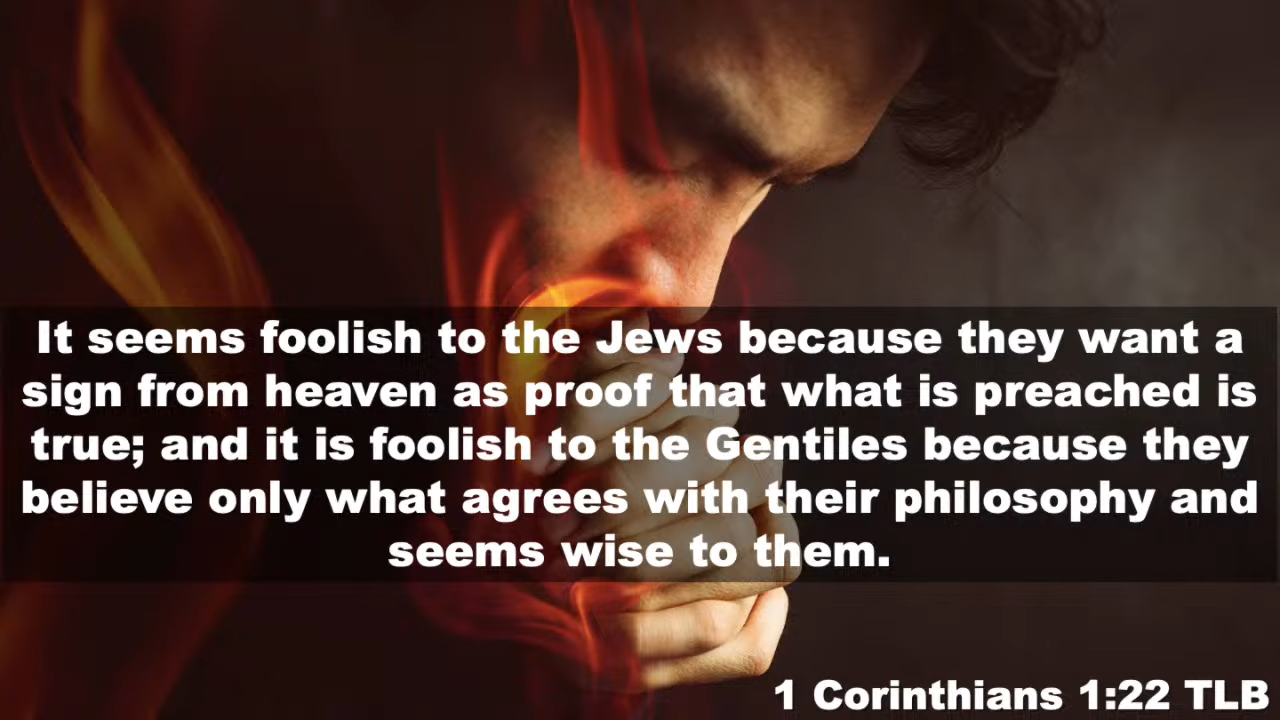 It seems foolish to the Jews because they want a
sign from heaven as proof that what is preached is
true; and it is foolish to the Gentiles because they
believe only what agrees with their philosophy and
seems wise to them.
1 Corinthians 1:22 TLB